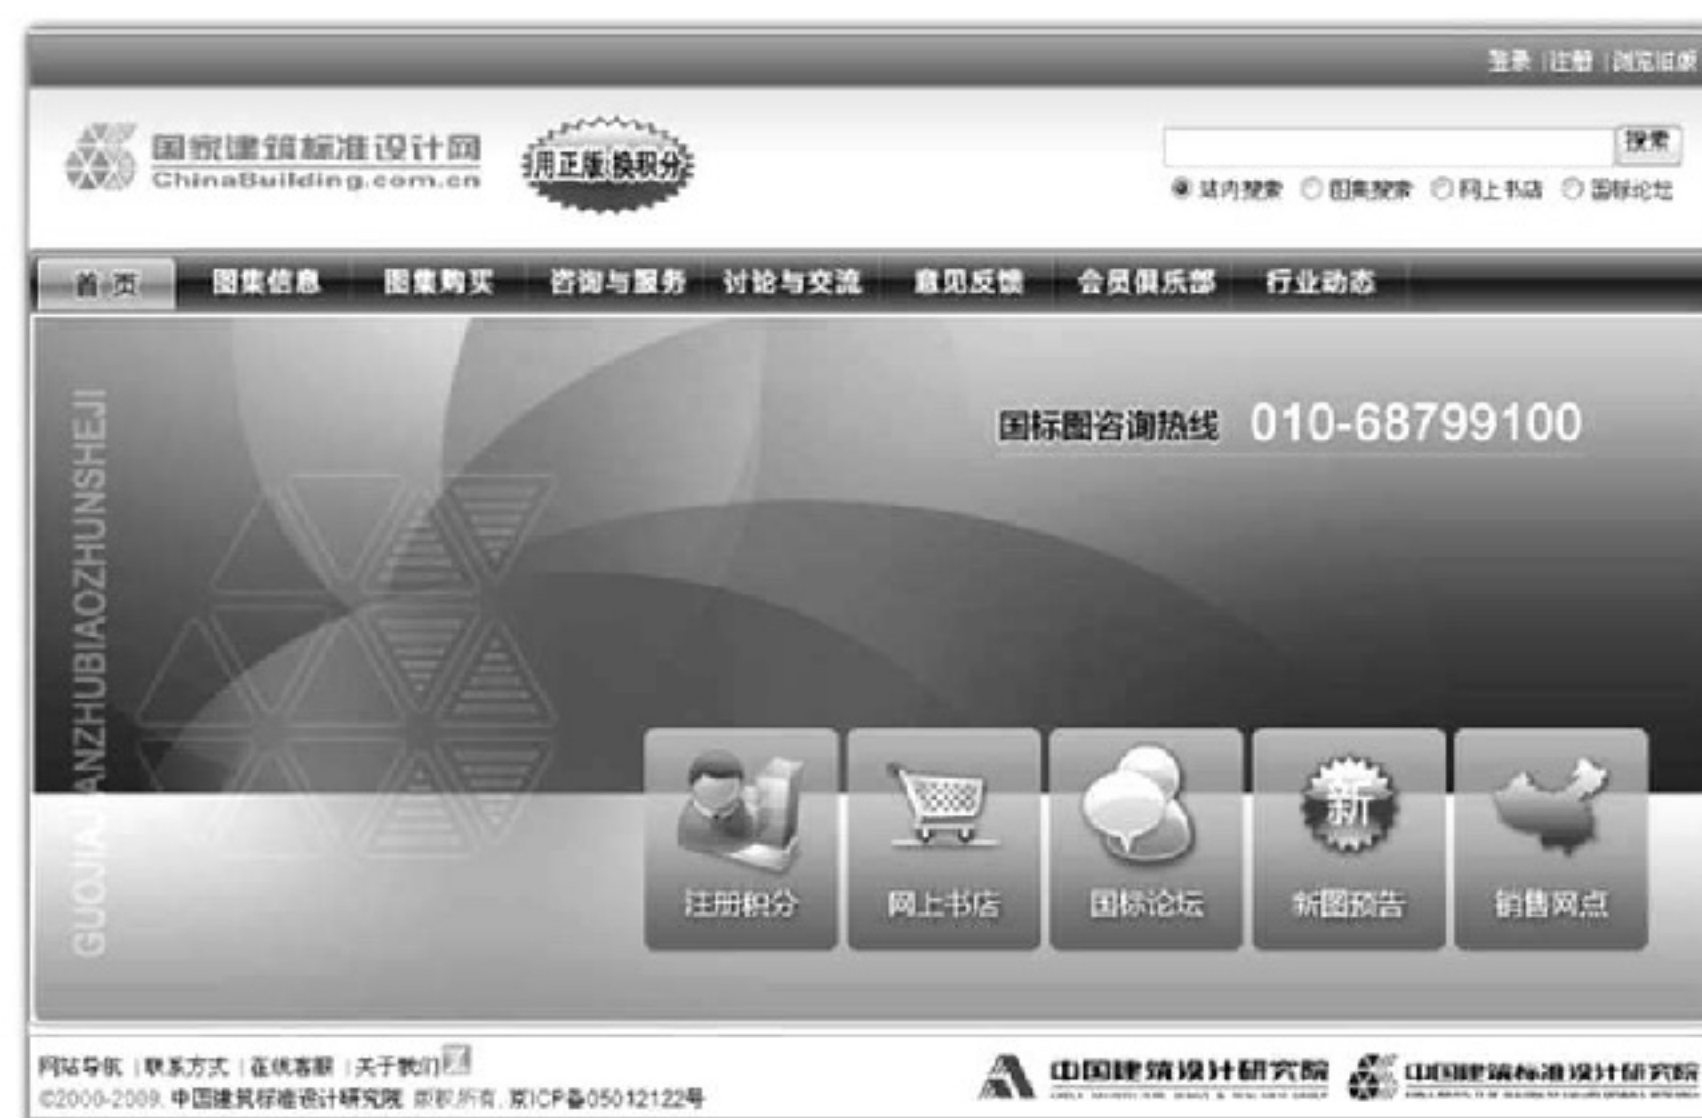 登录 | 注册 | 浏览旧版
国家建筑标准设计网
ChinaBuilding.com.cn
用正版 换积分
搜索
站内搜索 图集搜索 网上书店 国标论坛
首页 图集信息 图集购买 咨询与服务 讨论与交流 意见反馈 会员俱乐部 行业动态
国标图咨询热线 010-68799100
GUOJIAJIANZHUBIAOZHUNSHEJI
新
注册积分 网上书店 国标论坛 新图预告 销售网点
网站导航 | 联系方式 | 在线客服 | 关于我们
©2000-2009. 中国建筑标准设计研究院 版权所有. 京ICP备05012122号
中国建筑设计研究院
中国建筑标准设计研究院